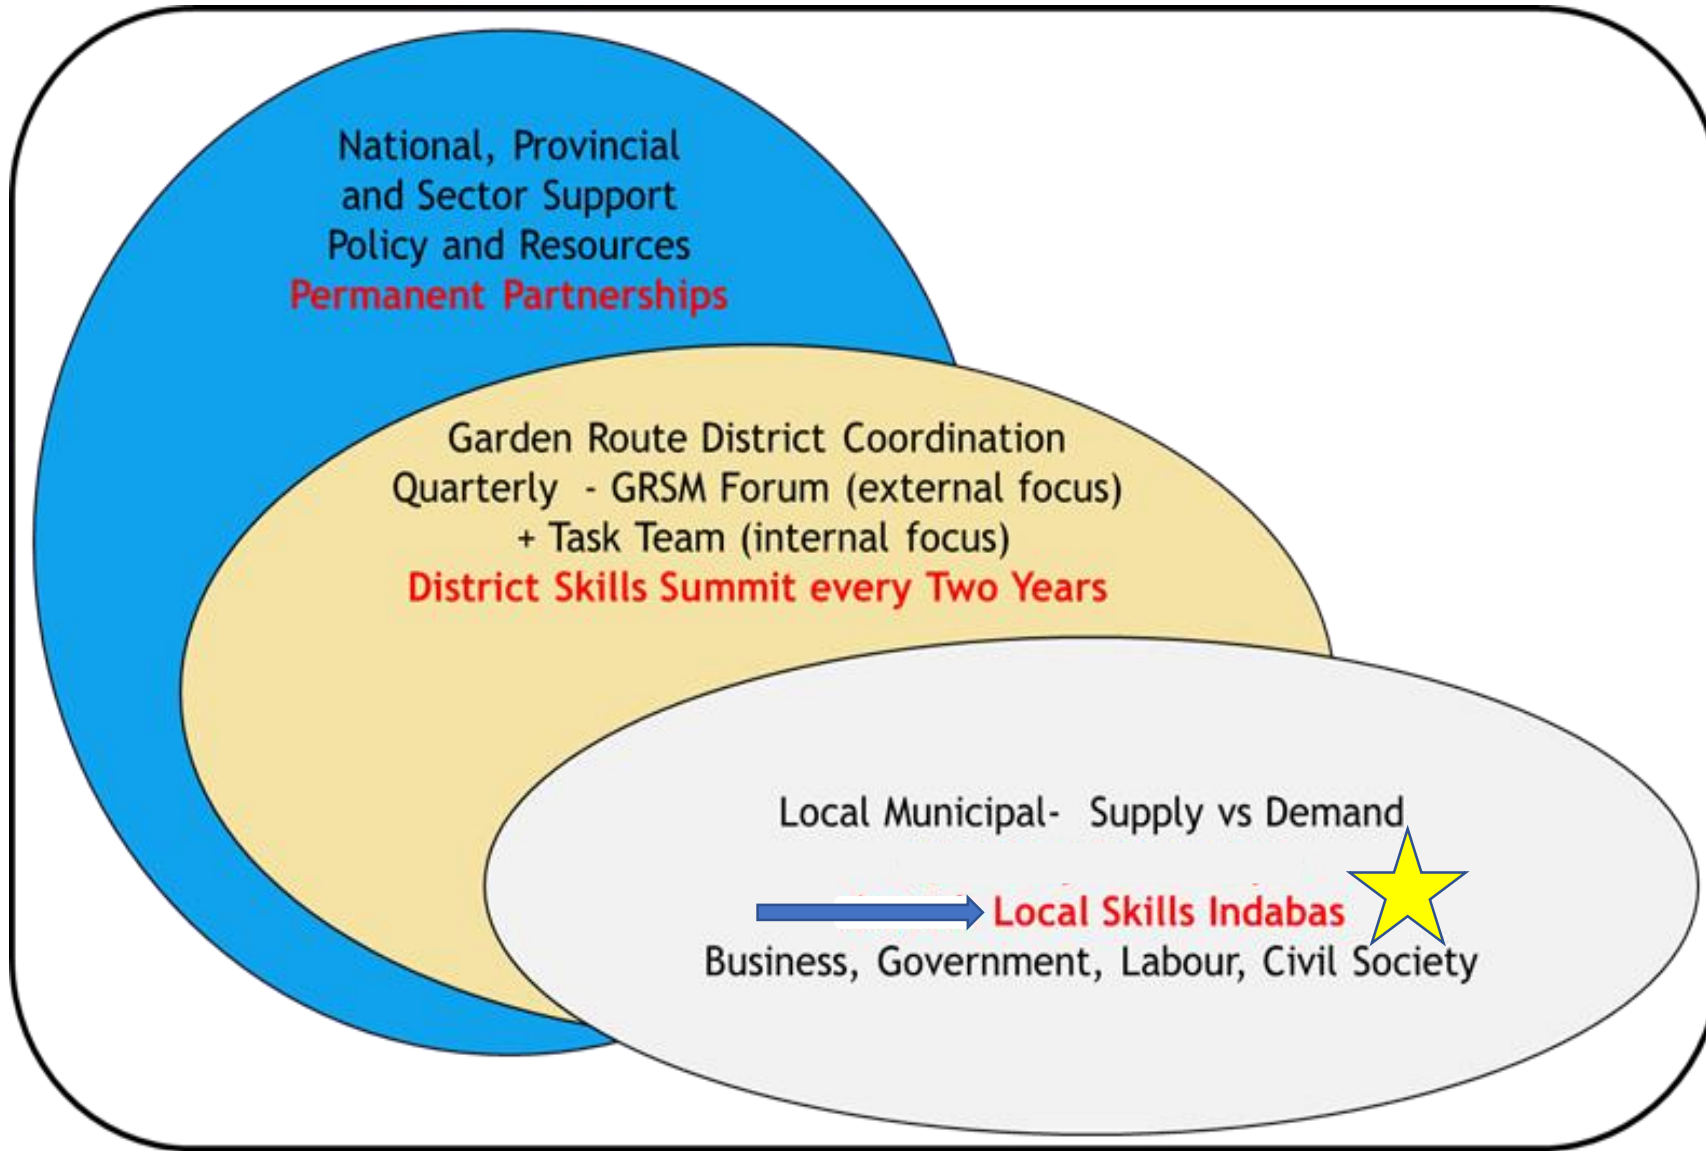 National, Provincial
and Sector Support
Policy and Resources
Permanent Partnerships
Garden Route District Coordination
Quarterly - GRSM Forum (external focus)
+ Task Team (internal focus)
District Skills Summit every Two Years
Local Municipal- Supply vs Demand
Local Skills Indabas
Business, Government, Labour, Civil Society